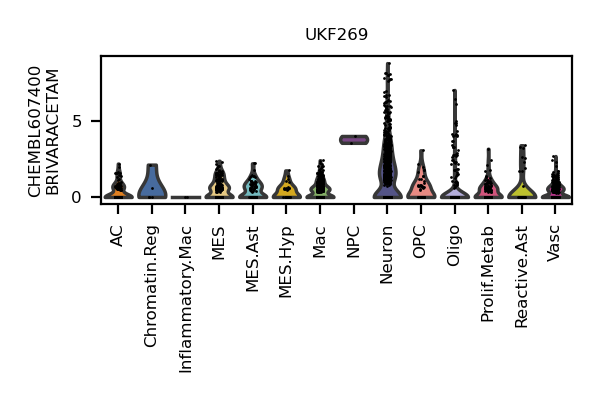 UKF269
CHEMBL607400
BRIVARACETAM
5
0
AC
Chromatin.Reg
Inflammatory.Mac
MES
MES.Ast
MES.Hyp
Mac
NPC
Neuron
OPC
Oligo
Prolif.Metab
Reactive.Ast
Vasc